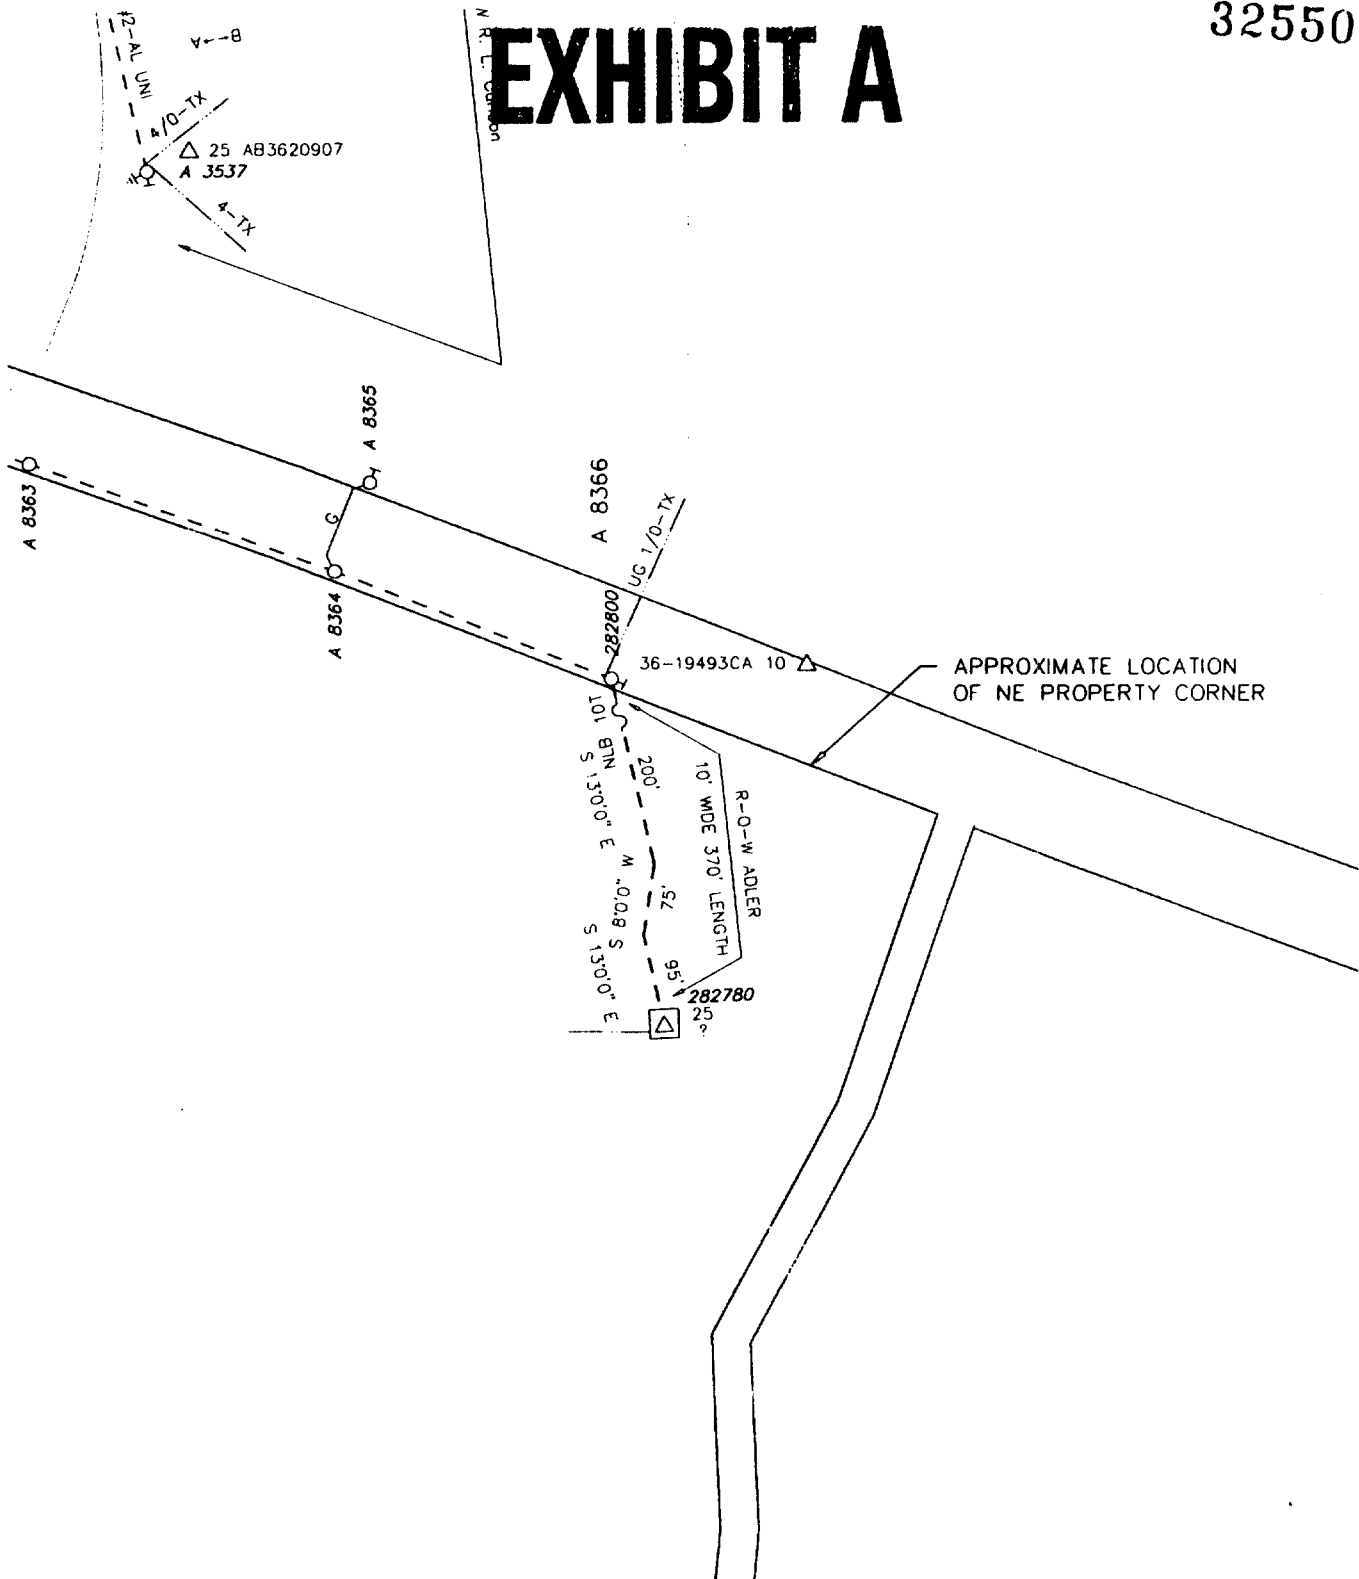 32550
EXHIBIT A
#2-AL UNI
B→A
4/0-TX
△ 25 AB3620907
A 3537
4-TX
N R. L.
A 8365
A 8363
G
A 8364
A 8366
UG 1/0-TX
282800
36-19493CA 10 △
APPROXIMATE LOCATION
OF NE PROPERTY CORNER
101
NLB
S 13'0'0" E
200'
R-O-W ADLER
10' WIDE 370' LENGTH
S 8'0'0" W
75'
S 13'0'0" E
95'
282780
25
?